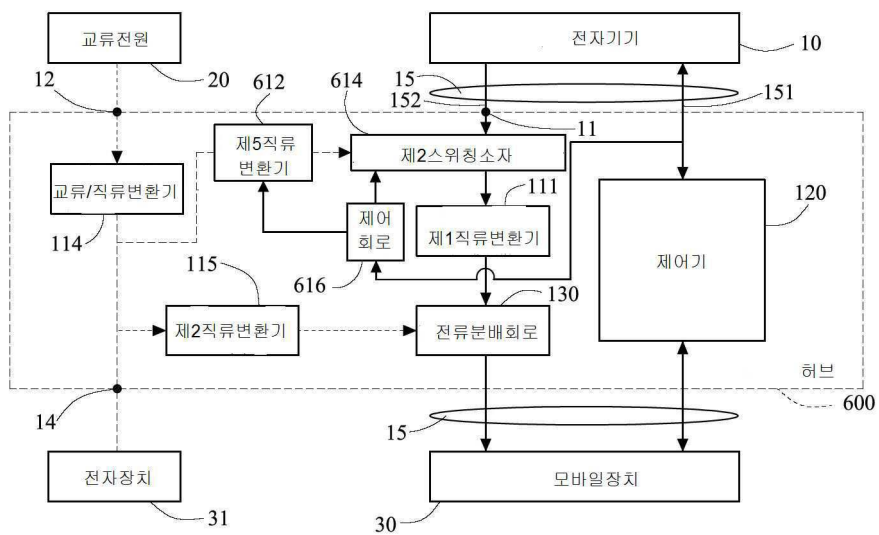 교류전원
20
전자기기
10
12
612
614
15
152
151
11
제5직류
변환기
제2스위칭소자
교류/직류변환기
114
111
제어
회로
제1직류변환기
120
제어기
616
115
130
제2직류변환기
전류분배회로
허브
600
14
15
전자장치
31
모바일장치
30